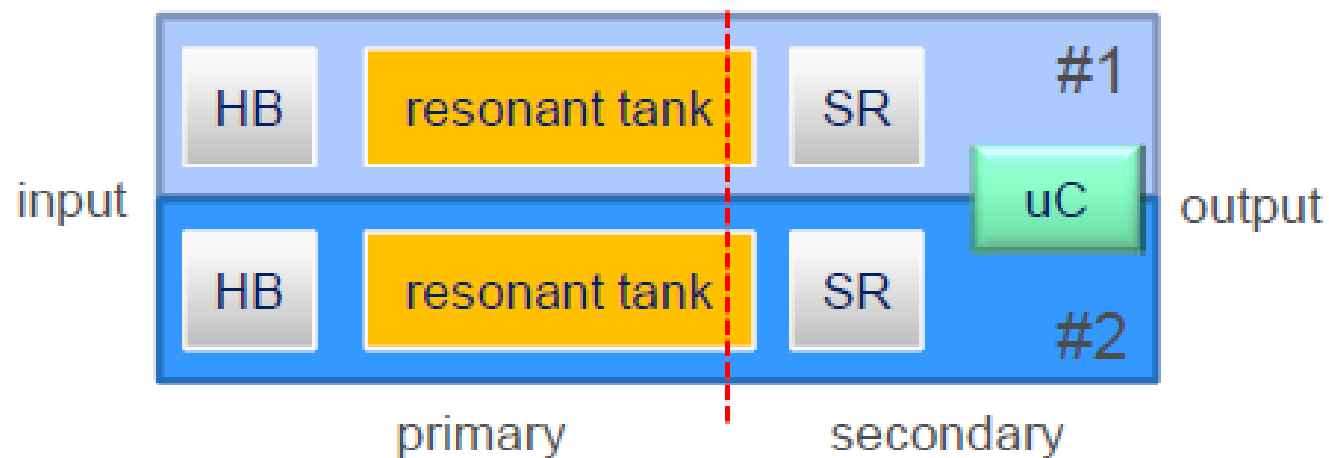 HB
resonant tank
SR
#1
input
uC
output
HB
resonant tank
SR
#2
primary
secondary